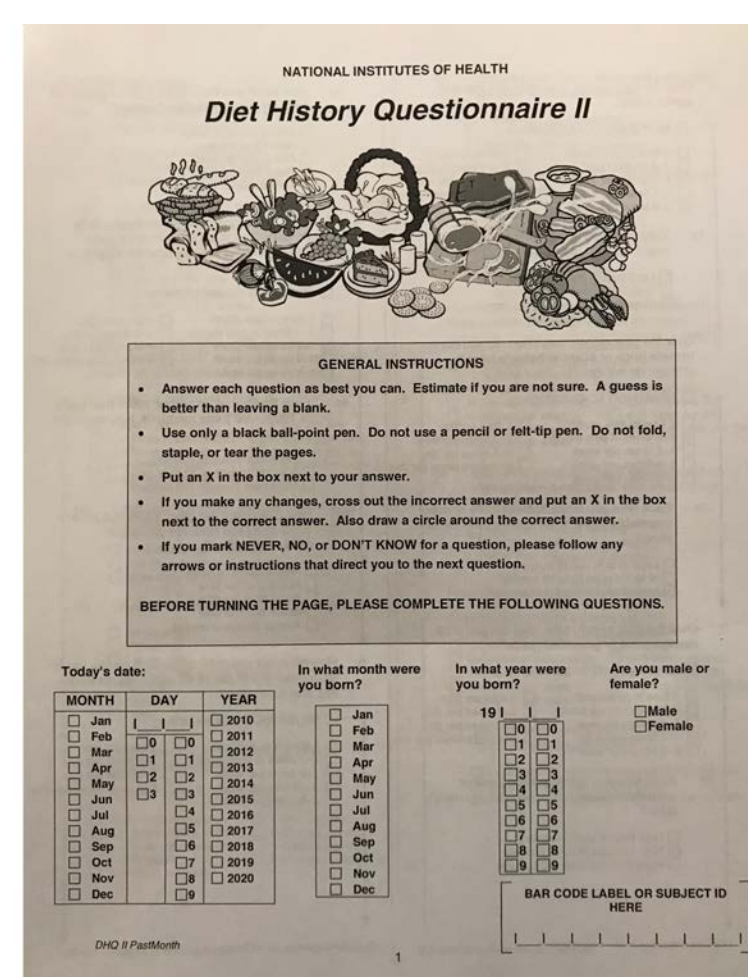 NATIONAL INSTITUTES OF HEALTH
Diet History Questionnaire II
GENERAL INSTRUCTIONS
• Answer each question as best you can. Estimate if you are not sure. A guess is
better than leaving a blank.
• Use only a black ball-point pen. Do not use a pencil or felt-tip pen. Do not fold,
staple, or tear the pages.
• Put an X in the box next to your answer.
• If you make any changes, cross out the incorrect answer and put an X in the box
next to the correct answer. Also draw a circle around the correct answer.
• If you mark NEVER, NO, or DON'T KNOW for a question, please follow any
arrows or instructions that direct you to the next question.
BEFORE TURNING THE PAGE, PLEASE COMPLETE THE FOLLOWING QUESTIONS.
Today's date:
MONTH DAY YEAR
Jan 2010
Feb 0 0 2011
Mar 1 1 2012
Apr 2 2 2013
May 3 3 2014
Jun 4 2015
Jul 5 2016
Aug 6 2017
Sep 7 2018
Oct 8 2019
Nov 9 2020
Dec
In what month were
you born?
Jan
Feb
Mar
Apr
May
Jun
Jul
Aug
Sep
Oct
Nov
Dec
In what year were
you born?
19
0 0
1 1
2 2
3 3
4 4
5 5
6 6
7 7
8 8
9 9
Are you male or
female?
Male
Female
BAR CODE LABEL OR SUBJECT ID
HERE
DHQ II PastMonth
1